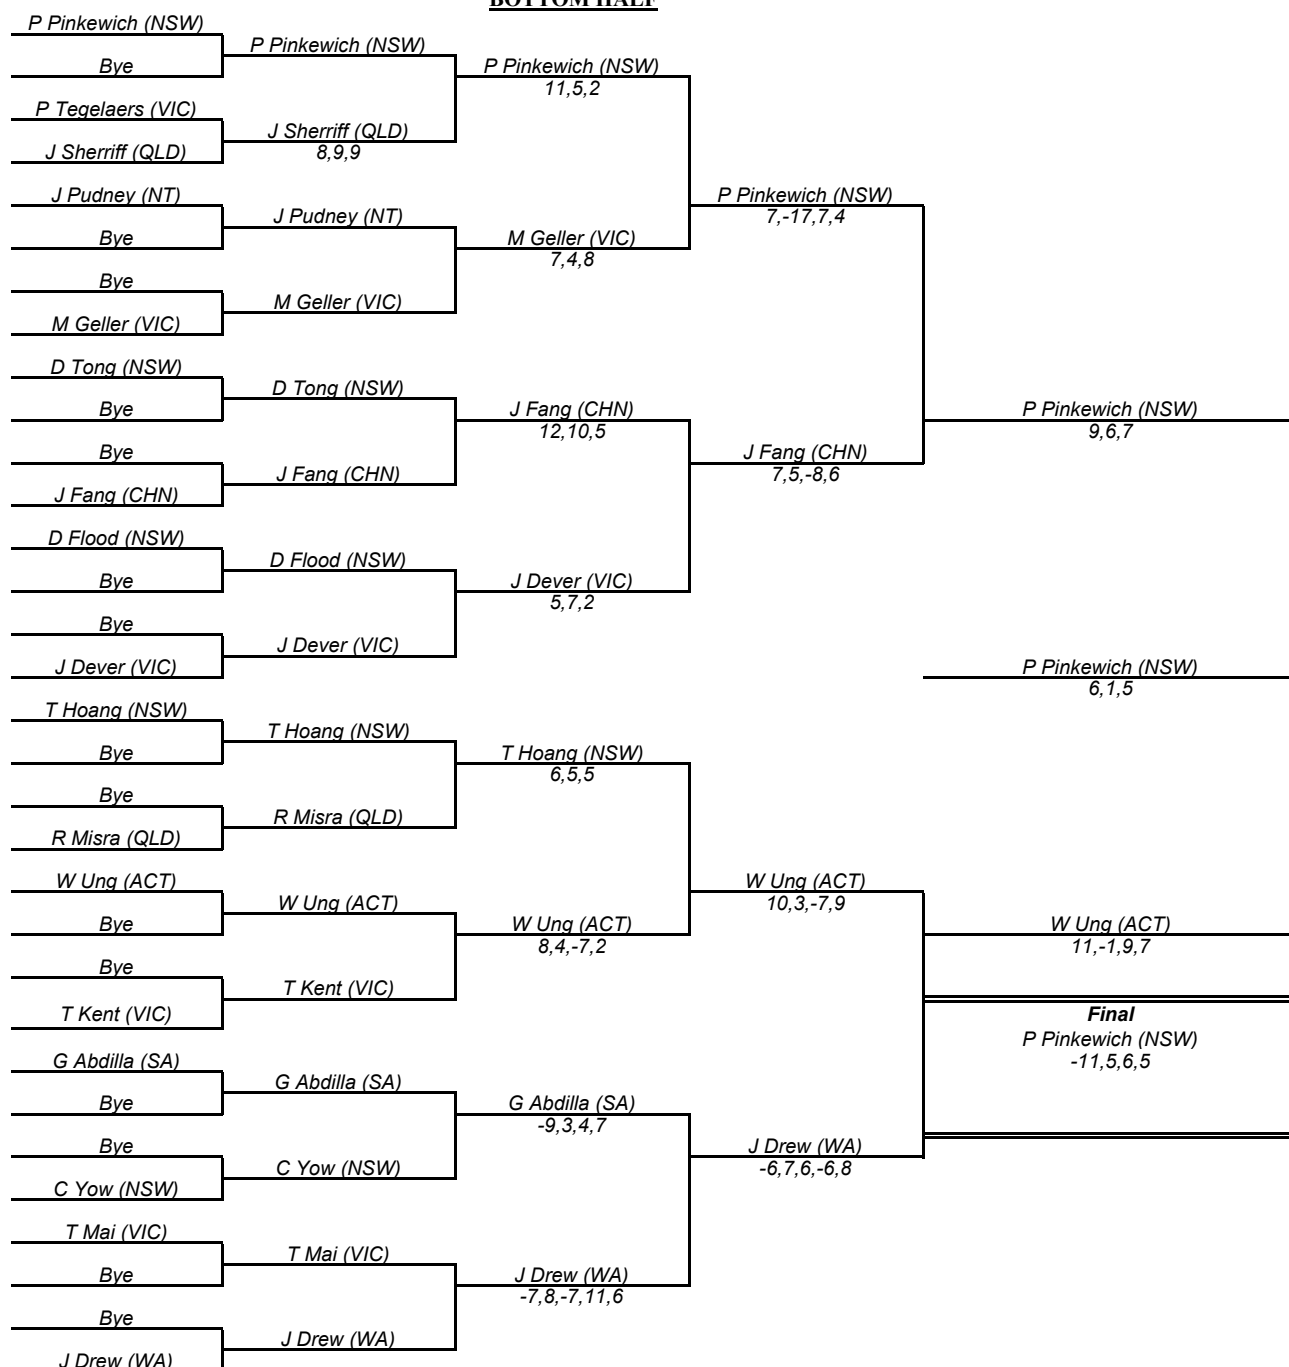 BOTTOM HALF
P Pinkewich (NSW)
Bye
P Tegelaers (VIC)
J Sherriff (QLD)
J Pudney (NT)
Bye
Bye
M Geller (VIC)
D Tong (NSW)
Bye
Bye
J Fang (CHN)
D Flood (NSW)
Bye
Bye
J Dever (VIC)
T Hoang (NSW)
Bye
Bye
R Misra (QLD)
W Ung (ACT)
Bye
Bye
T Kent (VIC)
G Abdilla (SA)
Bye
Bye
C Yow (NSW)
T Mai (VIC)
Bye
Bye
J Drew (WA)
P Pinkewich (NSW)
J Sherriff (QLD)
8,9,9
J Pudney (NT)
M Geller (VIC)
D Tong (NSW)
J Fang (CHN)
D Flood (NSW)
J Dever (VIC)
T Hoang (NSW)
R Misra (QLD)
W Ung (ACT)
T Kent (VIC)
G Abdilla (SA)
C Yow (NSW)
T Mai (VIC)
J Drew (WA)
P Pinkewich (NSW)
11,5,2
M Geller (VIC)
7,4,8
J Fang (CHN)
12,10,5
J Dever (VIC)
5,7,2
T Hoang (NSW)
6,5,5
W Ung (ACT)
8,4,-7,2
G Abdilla (SA)
-9,3,4,7
J Drew (WA)
-7,8,-7,11,6
P Pinkewich (NSW)
7,-17,7,4
J Fang (CHN)
7,5,-8,6
W Ung (ACT)
10,3,-7,9
J Drew (WA)
-6,7,6,-6,8
P Pinkewich (NSW)
9,6,7
P Pinkewich (NSW)
6,1,5
W Ung (ACT)
11,-1,9,7
Final
P Pinkewich (NSW)
-11,5,6,5